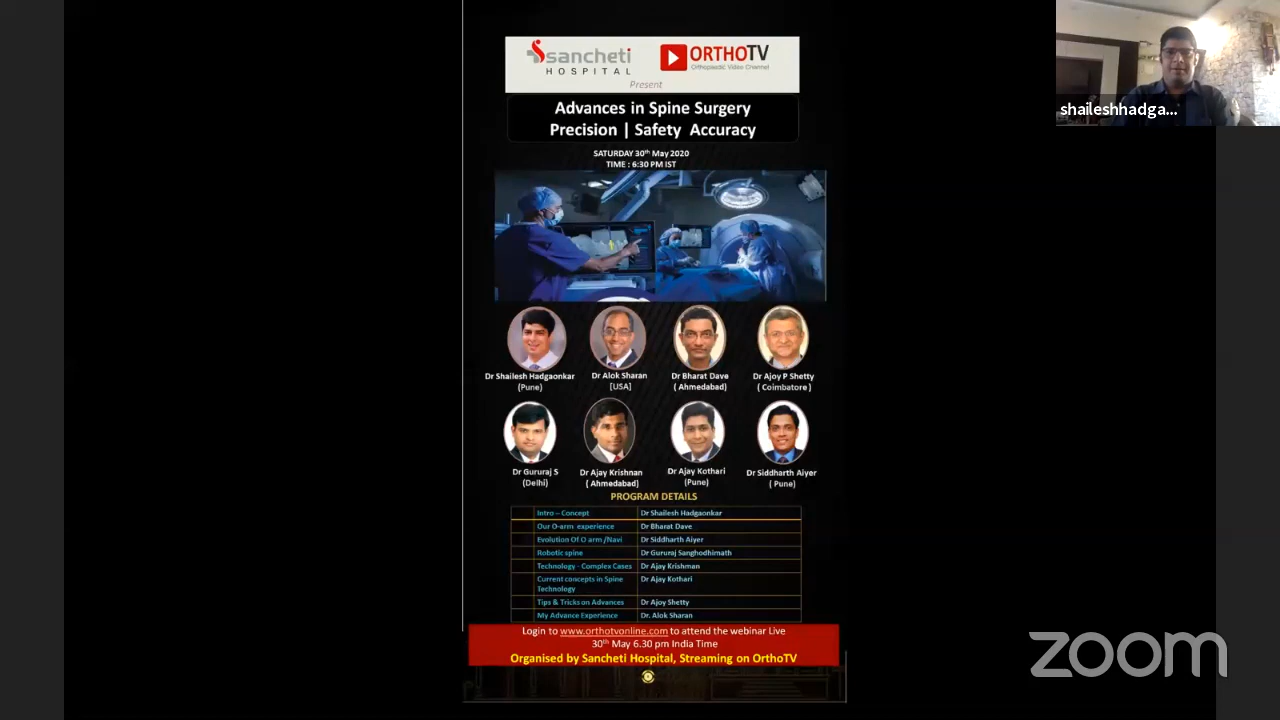 sancheti
HOSPITAL
ORTHOTV
Orthopaedic Video Channel
Present
Advances in Spine Surgery
Precision | Safety Accuracy
SATURDAY 30th May 2020
TIME : 6:30 PM IST
Dr Shailesh Hadgaonkar
(Pune)
Dr Alok Sharan
[USA]
Dr Bharat Dave
( Ahmedabad)
Dr Ajoy P Shetty
( Coimbatore )
Dr Gururaj S
(Delhi)
Dr Ajay Krishnan
( Ahmedabad)
Dr Ajay Kothari
(Pune)
Dr Siddharth Aiyer
( Pune)
PROGRAM DETAILS
Intro – Concept Dr Shailesh Hadgaonkar
Our O-arm experience Dr Bharat Dave
Evolution Of O arm /Navi Dr Siddharth Aiyer
Robotic spine Dr Gururaj Sanghodhimath
Technology - Complex Cases Dr Ajay Krishman
Current concepts in Spine Dr Ajay Kothari
Technology
Tips & Tricks on Advances Dr Ajoy Shetty
My Advance Experience Dr. Alok Sharan
Login to www.orthotvonline.com to attend the webinar Live
30th May 6.30 pm India Time
Organised by Sancheti Hospital, Streaming on OrthoTV
shaileshhadga...
zoom